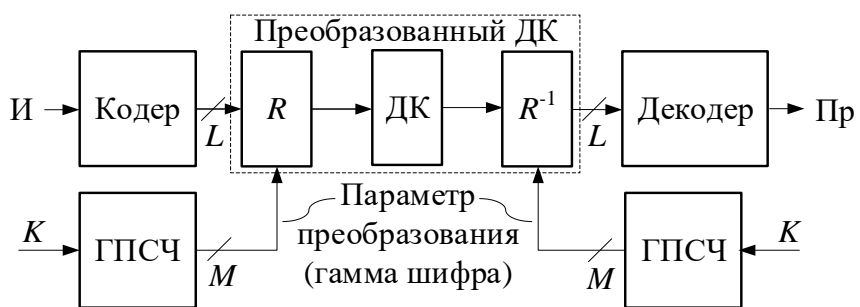 Преобразованный ДК
И
Кодер
L
R
ДК
R-1
L
Декодер
Пр
K
ГПСЧ
M
Параметр
преобразования
(гамма шифра)
M
ГПСЧ
K